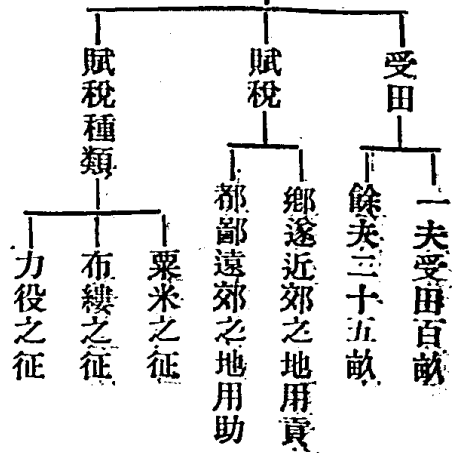 受田
一夫受田百畝
餘夫二十五畝
賦稅
鄉遂近郊之地用貢
都鄙遠郊之地用助
賦稅種類
粟米之征
布縷之征
力役之征